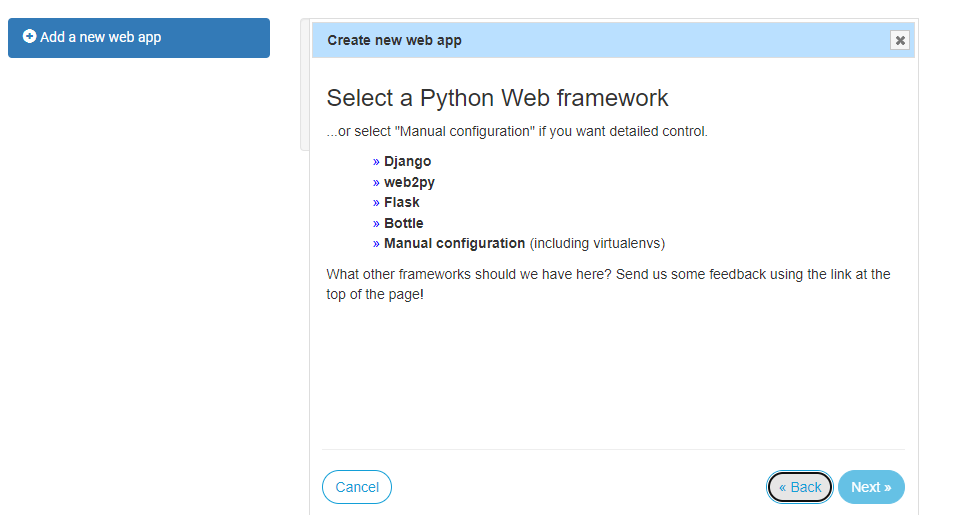 Add a new web app
Create new web app
Select a Python Web framework
...or select "Manual configuration" if you want detailed control.
» Django
» web2py
» Flask
» Bottle
» Manual configuration (including virtualenvs)
What other frameworks should we have here? Send us some feedback using the link at the
top of the page!
Cancel
« Back
Next »